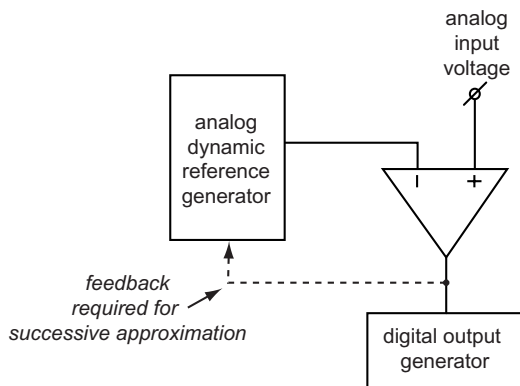 analog
input
voltage
analog
dynamic
reference
generator
feedback
required for
successive approximation
digital output
generator